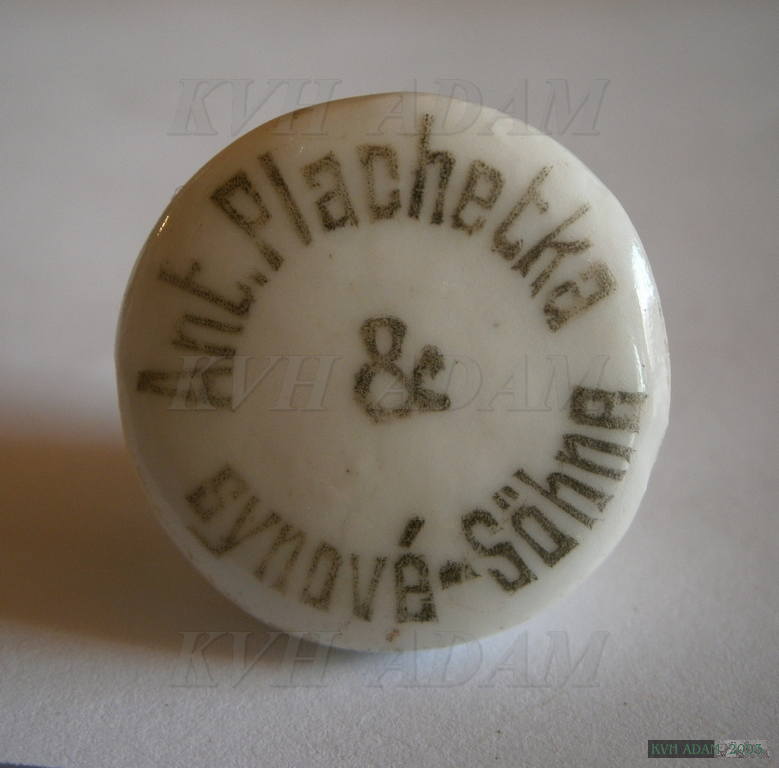 Ant. Plachetka
&
synové-Söhne
KVH ADAM
KVH ADAM
KVH ADAM
KVH ADAM 2005